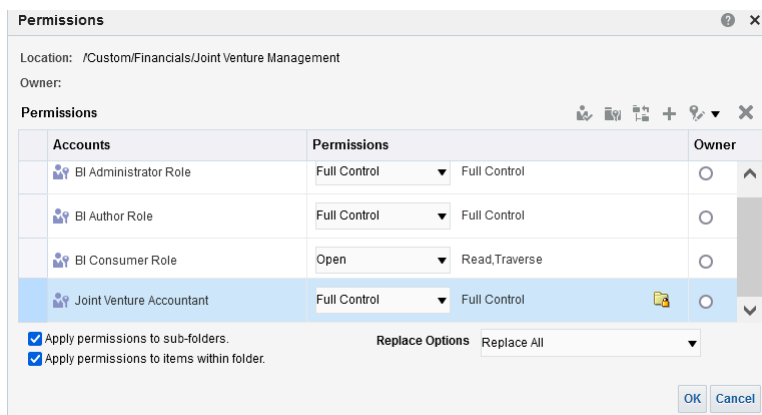 Permissions
Location: /Custom/Financials/Joint Venture Management
Owner:
Permissions
Accounts Permissions Owner
BI Administrator Role Full Control Full Control
BI Author Role Full Control Full Control
BI Consumer Role Open Read,Traverse
Joint Venture Accountant Full Control Full Control
Apply permissions to sub-folders. Replace Options Replace All
Apply permissions to items within folder.
OK Cancel